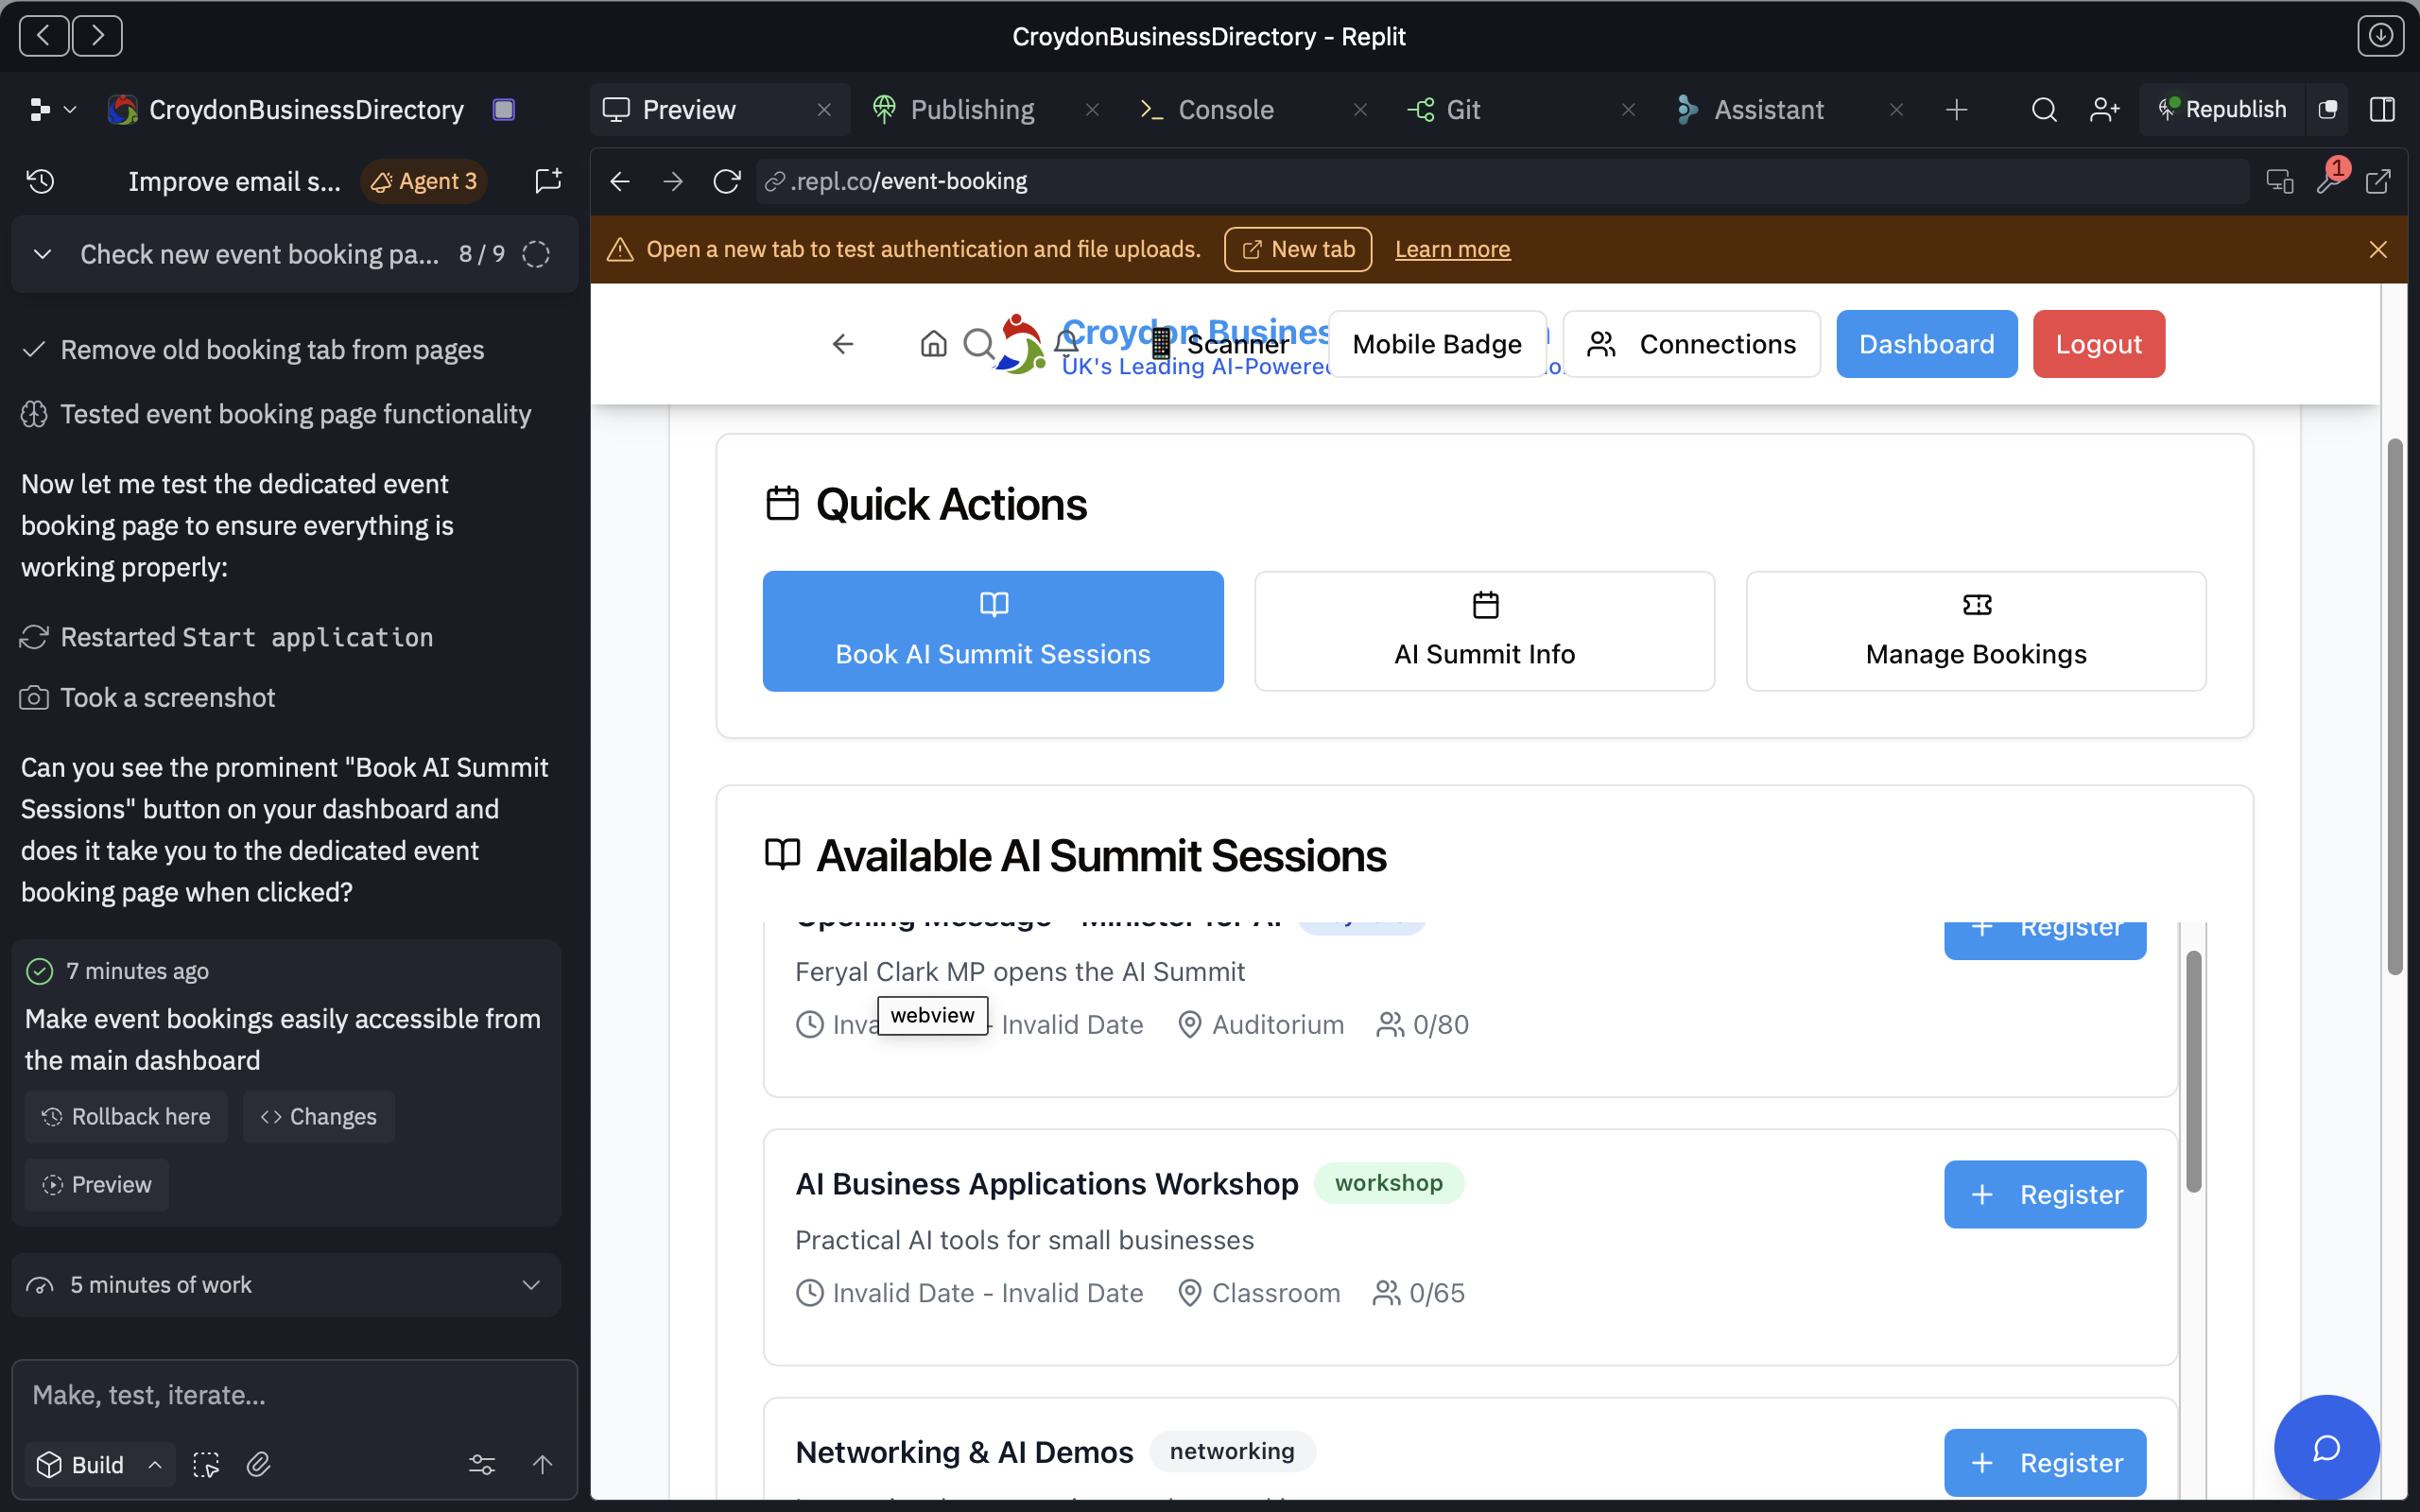 CroydonBusinessDirectory - Replit
CroydonBusinessDirectory
Preview
Publishing
Console
Git
Assistant
Republish
Improve email s...
Agent 3
.repl.co/event-booking
1
Check new event booking pa...
8 / 9
Open a new tab to test authentication and file uploads.
New tab
Learn more
Remove old booking tab from pages
Tested event booking page functionality
Now let me test the dedicated event
booking page to ensure everything is
working properly:
Restarted Start application
Took a screenshot
Can you see the prominent "Book AI Summit
Sessions" button on your dashboard and
does it take you to the dedicated event
booking page when clicked?
7 minutes ago
Make event bookings easily accessible from
the main dashboard
Rollback here
Changes
Preview
5 minutes of work
Make, test, iterate...
Build
Croydon Busines
UK's Leading AI-Powered
Scanner
Mobile Badge
Connections
Dashboard
Logout
Quick Actions
Book AI Summit Sessions
AI Summit Info
Manage Bookings
Available AI Summit Sessions
Opening Message - Minister for AI
Register
Feryal Clark MP opens the AI Summit
webview
Invalid Date
Auditorium
0/80
AI Business Applications Workshop
workshop
Register
Practical AI tools for small businesses
Invalid Date - Invalid Date
Classroom
0/65
Networking & AI Demos
networking
Register